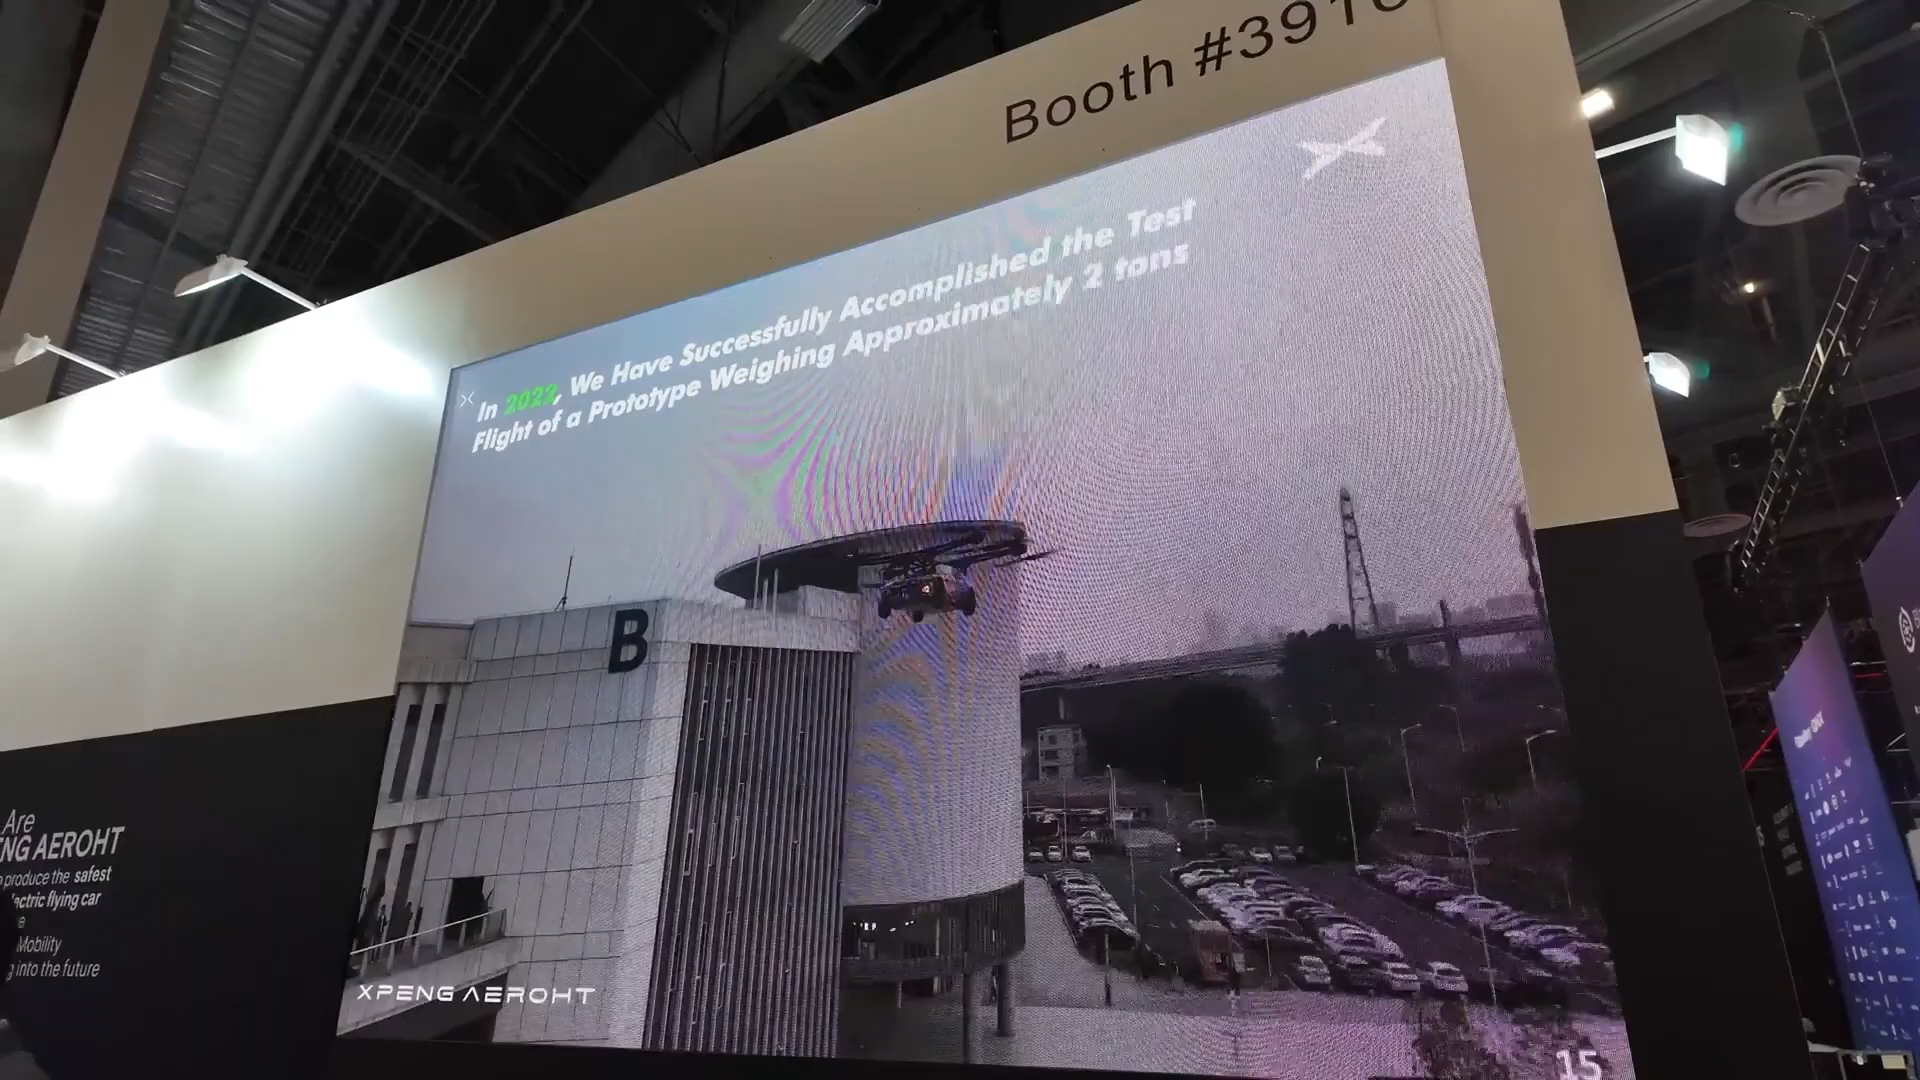 Booth #391
In 2022, We Have Successfully Accomplished the Test
Flight of a Prototype Weighing Approximately 2 tons
B
Are
NG AEROHT
produce the safest
lectric flying car
Mobility
into the future
XPENG AEROHT
15